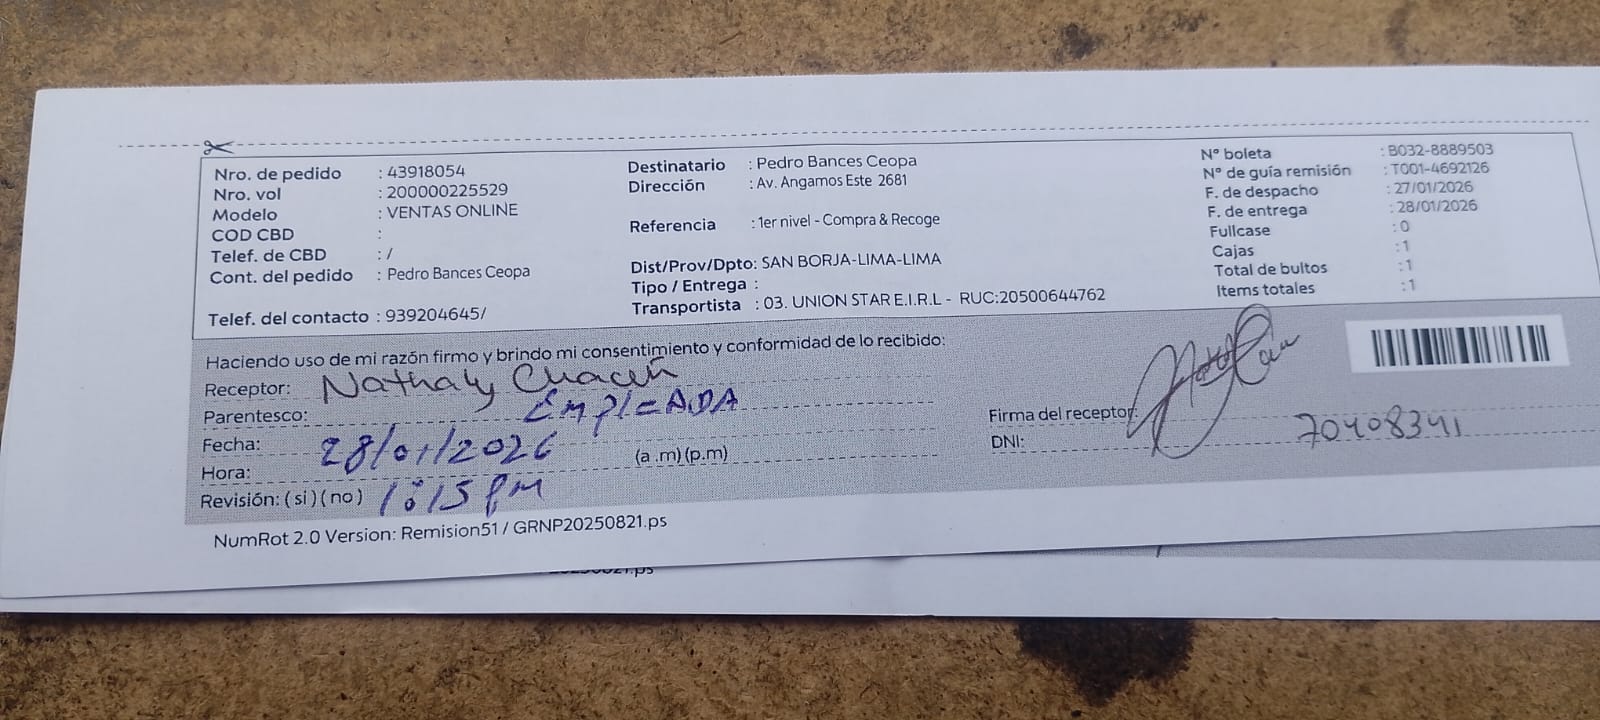 Nro. de pedido : 43918054
Nro. vol : 200000225529
Modelo : VENTAS ONLINE
COD CBD :
Telef. de CBD : /
Cont. del pedido : Pedro Bances Ceopa
Telef. del contacto : 939204645/
Destinatario : Pedro Bances Ceopa
Dirección : Av. Angamos Este 2681
Referencia : 1er nivel - Compra & Recoge
Dist/Prov/Dpto: SAN BORJA-LIMA-LIMA
Tipo / Entrega :
Transportista : 03. UNION STAR E.I.R.L - RUC:20500644762
N° boleta : B032-8889503
N° de guía remisión : T001-4692126
F. de despacho : 27/01/2026
F. de entrega : 28/01/2026
Fullcase : 0
Cajas : 1
Total de bultos : 1
Items totales : 1
Haciendo uso de mi razón firmo y brindo mi consentimiento y conformidad de lo recibido:
Receptor: Nathaly Chacón
Parentesco: EmplEADA
Fecha: 28/01/2026
Hora: (a .m) (p.m)
Revisión: ( si ) ( no ) 1:15 pm
Firma del receptor:
DNI: 70408341
NumRot 2.0 Version: Remision51 / GRNP20250821.ps